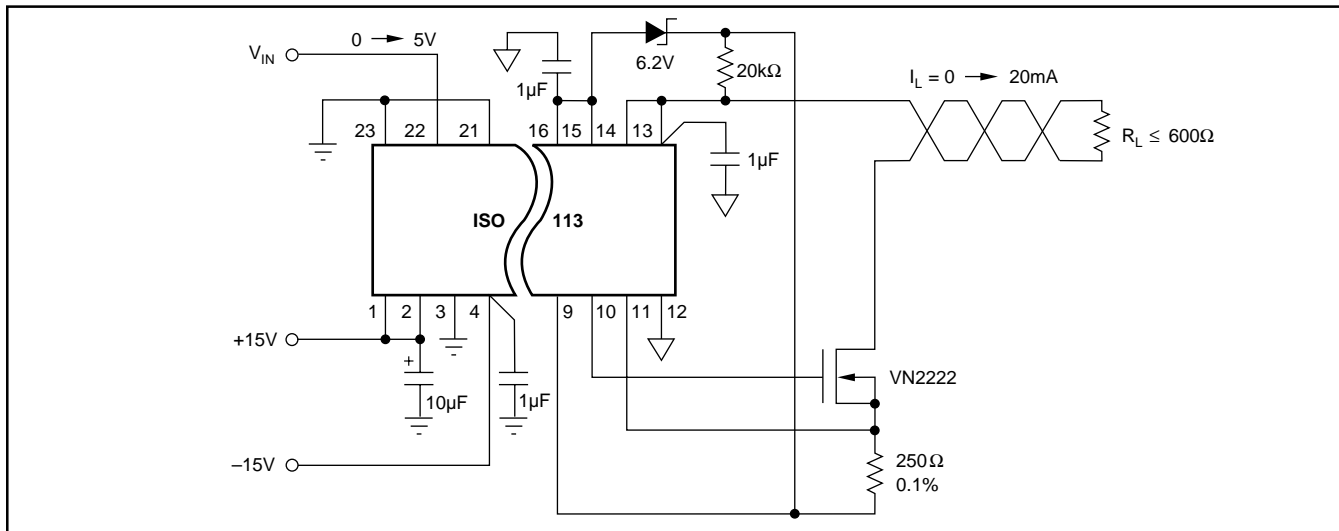 0 → 5V
V_IN
6.2V
20kΩ
I_L = 0 → 20mA
1µF
23 22 21
16 15 14 13
1µF
R_L ≤ 600Ω
ISO 113
1 2 3 4
9 10 11 12
+15V
+
10µF
1µF
VN2222
–15V
250Ω
0.1%